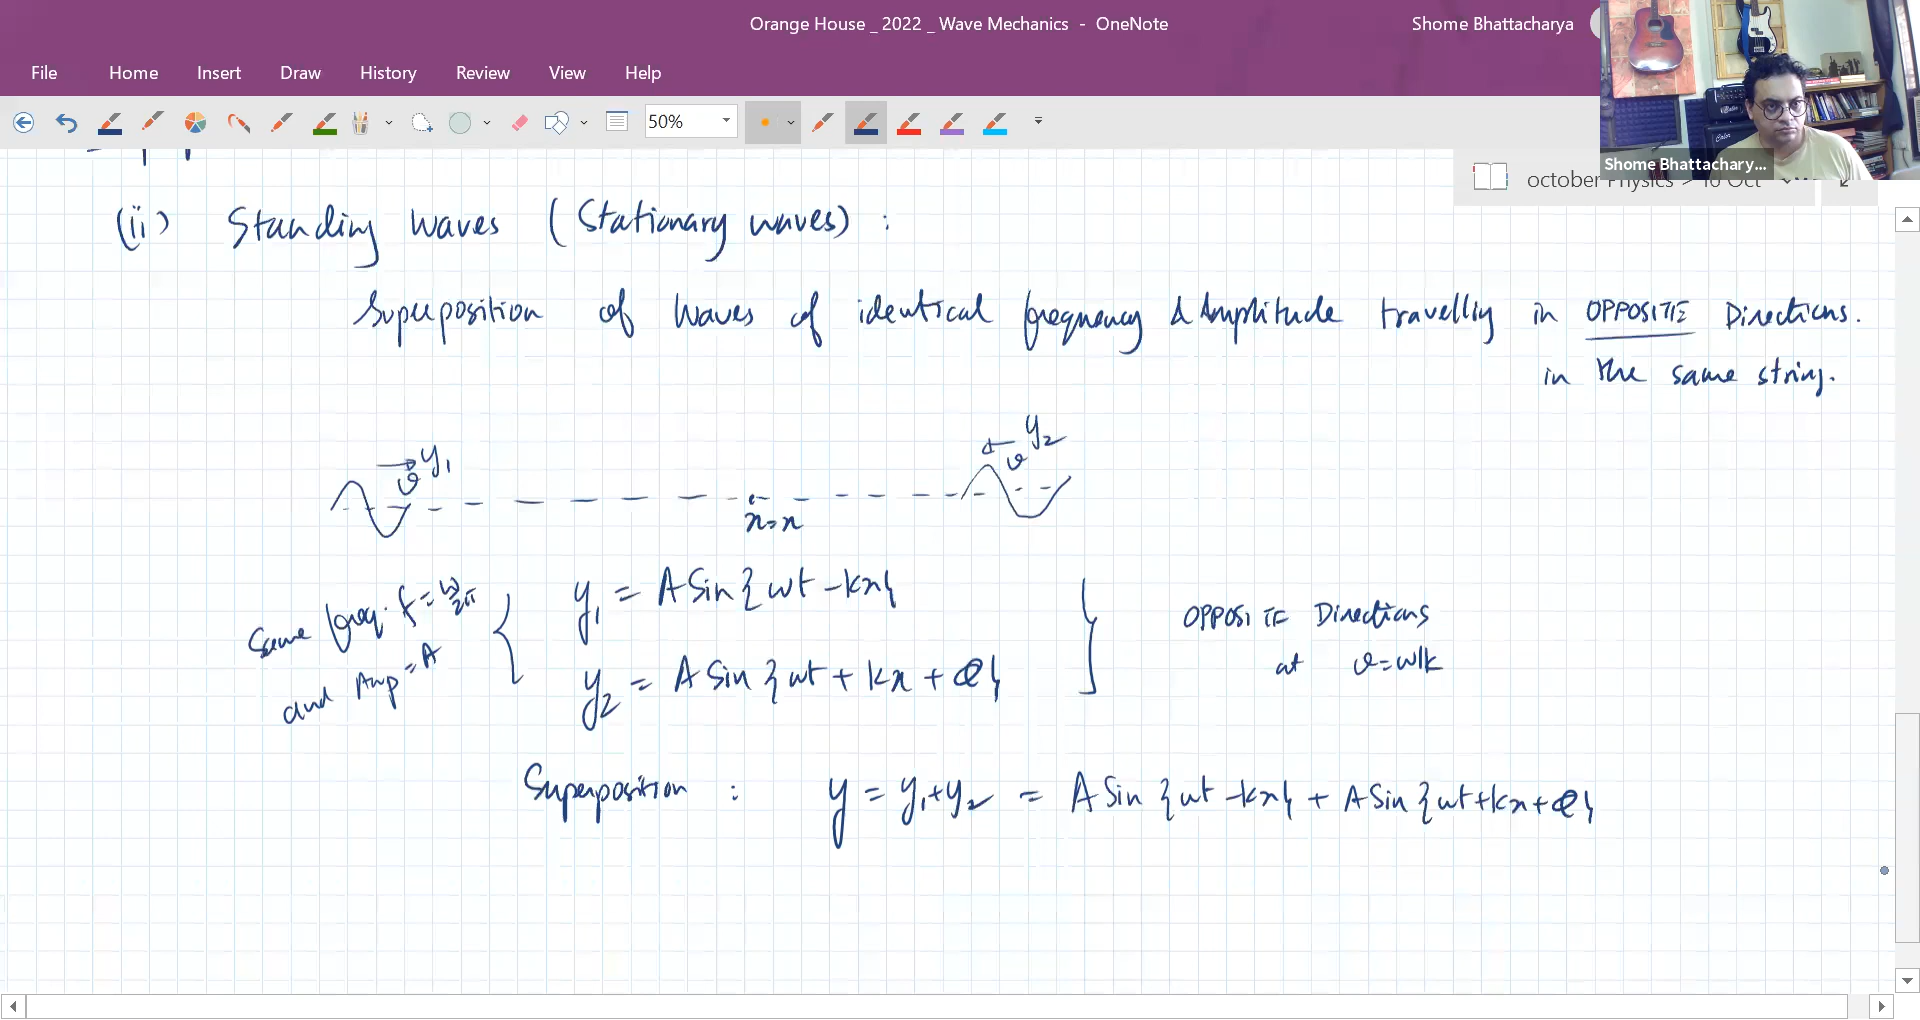 Orange House _ 2022 _ Wave Mechanics - OneNote
Shome Bhattacharya
File Home Insert Draw History Review View Help
50%
Shome Bhattachary...
october Physics > 16 Oct
(ii) Standing waves (Stationary waves) :
Superposition of waves of identical frequency & Amplitude travelling in OPPOSITE Directions.
in the same string.
y₁
v
y₂
v
x=x
Same freq. f=ω/2π
and Amp=A
y₁ = A Sin{ωt-kx}
y₂ = A Sin{ωt+kx+φ}
OPPOSITE Directions
at v=ω/k
Superposition : y = y₁+y₂ = A Sin{ωt-kx} + A Sin{ωt+kx+φ}